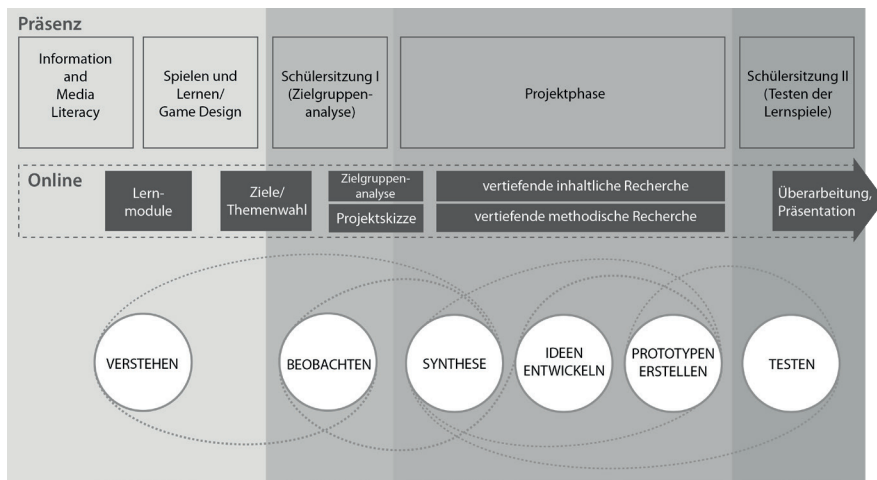 Präsenz
Information
and
Media
Literacy
Spielen und
Lernen/
Game Design
Schülersitzung I
(Zielgruppen-
analyse)
Projektphase
Schülersitzung II
(Testen der
Lernspiele)
Online
Lern-
module
Ziele/
Themenwahl
Zielgruppen-
analyse
Projektskizze
vertiefende inhaltliche Recherche
vertiefende methodische Recherche
Überarbeitung,
Präsentation
VERSTEHEN
BEOBACHTEN
SYNTHESE
IDEEN
ENTWICKELN
PROTOTYPEN
ERSTELLEN
TESTEN